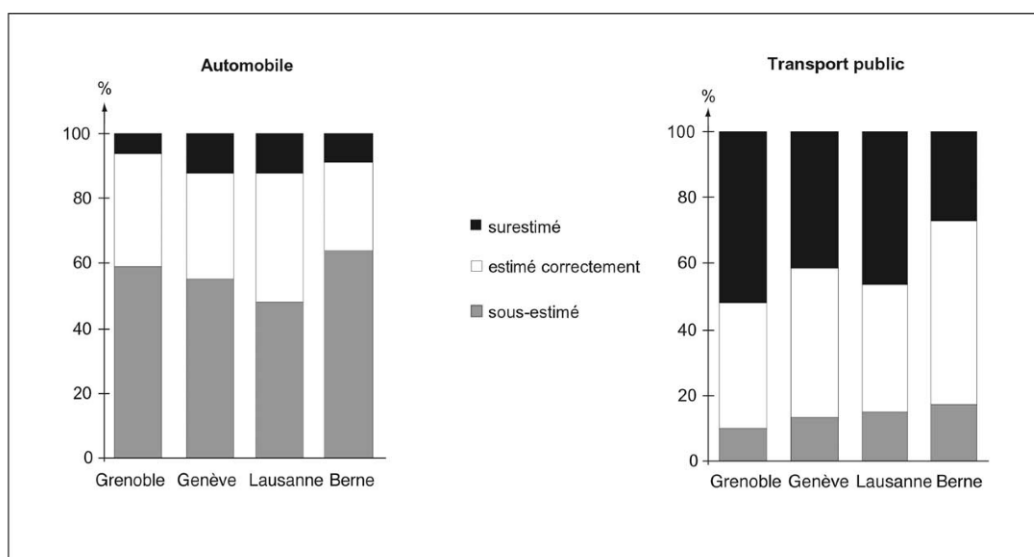 Automobile
%
100
80
60
40
20
0
Grenoble Genève Lausanne Berne
surestimé
estimé correctement
sous-estimé
Transport public
%
100
80
60
40
20
0
Grenoble Genève Lausanne Berne